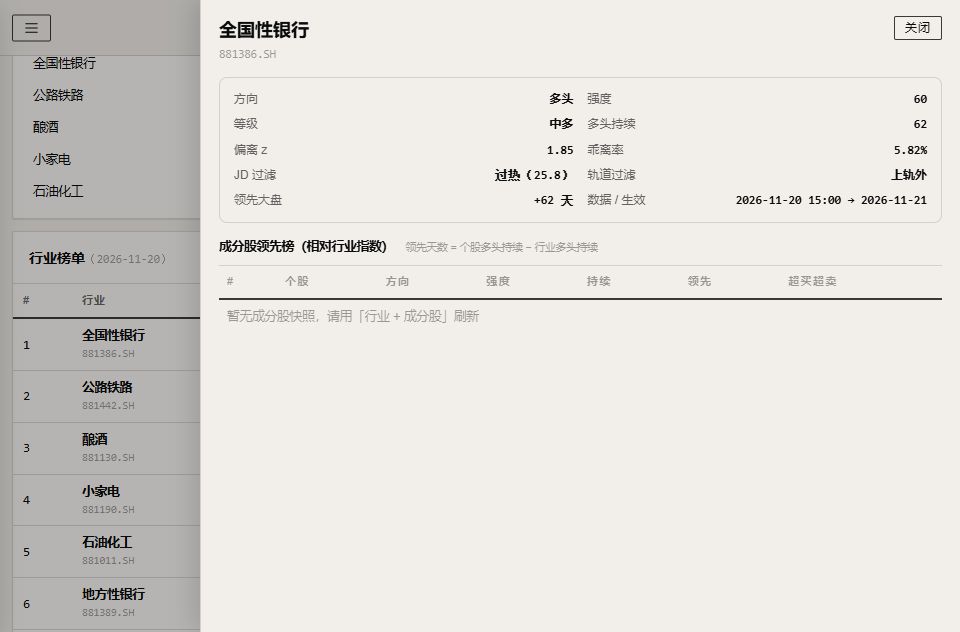 全国性银行
公路铁路
酿酒
小家电
石油化工
行业榜单（2026-11-20）
# 行业
1 全国性银行
881386.SH
2 公路铁路
881442.SH
3 酿酒
881130.SH
4 小家电
881190.SH
5 石油化工
881011.SH
6 地方性银行
881389.SH
全国性银行 关闭
881386.SH
方向 多头 强度 60
等级 中多 多头持续 62
偏离 z 1.85 乖离率 5.82%
JD 过滤 过热（25.8） 轨道过滤 上轨外
领先大盘 +62 天 数据 / 生效 2026-11-20 15:00 → 2026-11-21
成分股领先榜（相对行业指数） 领先天数 = 个股多头持续 − 行业多头持续
# 个股 方向 强度 持续 领先 超买超卖
暂无成分股快照，请用「行业 + 成分股」刷新